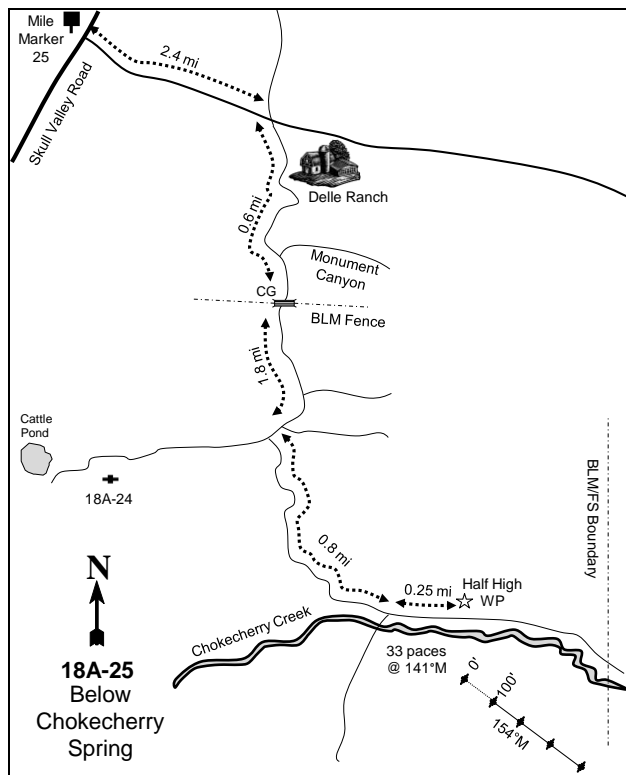 Mile
Marker
25
2.4 mi
Skull Valley Road
Delle Ranch
0.6 mi
Monument
Canyon
CG
BLM Fence
1.8 mi
Cattle
Pond
18A-24
BLM/FS Boundary
0.8 mi
0.25 mi
Half High
WP
N
Chokecherry Creek
33 paces
@ 141°M
0'
100'
154°M
18A-25
Below
Chokecherry
Spring